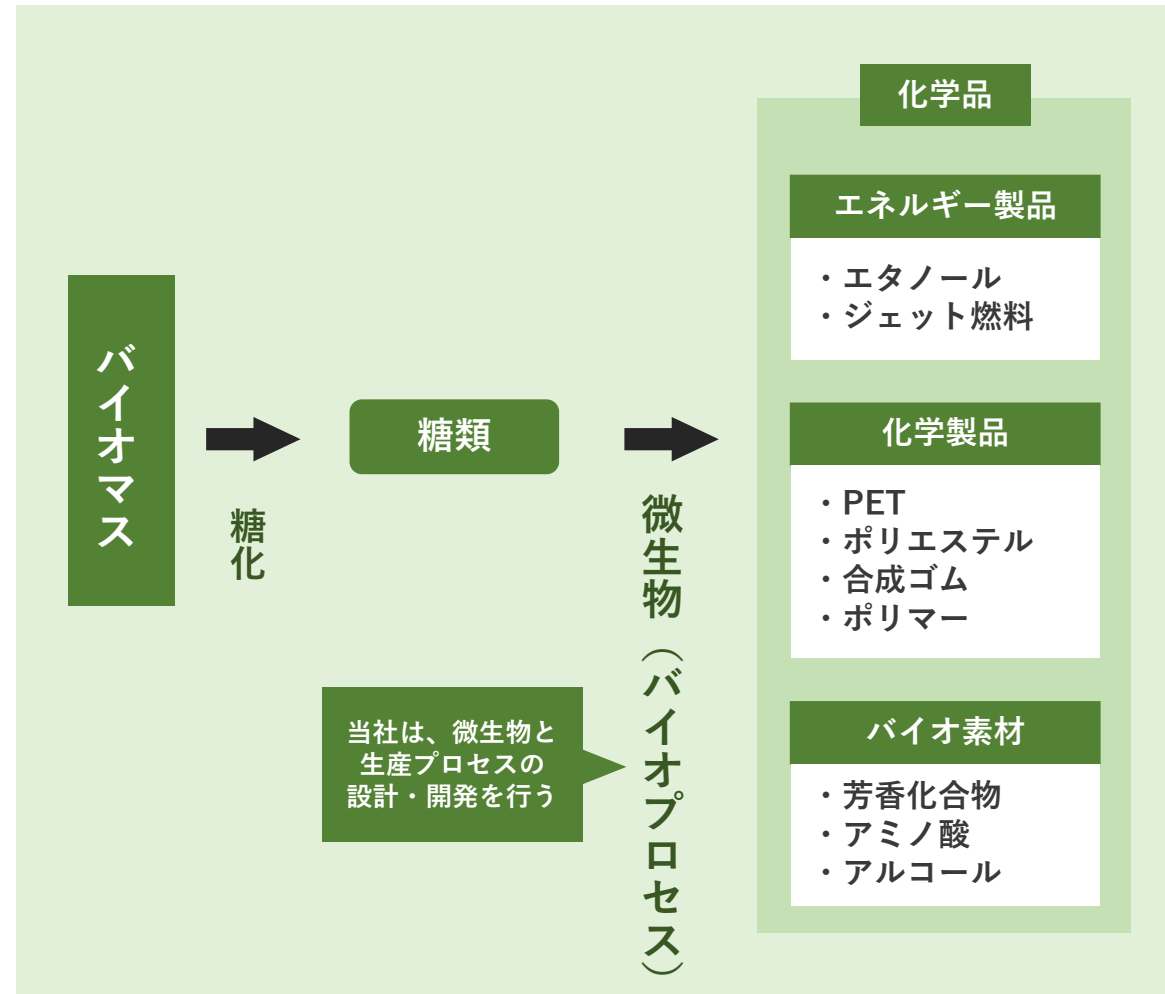 バイオマス
糖化
糖類
微生物（バイオプロセス）
当社は、微生物と
生産プロセスの
設計・開発を行う
化学品
エネルギー製品
・エタノール
・ジェット燃料
化学製品
・PET
・ポリエステル
・合成ゴム
・ポリマー
バイオ素材
・芳香化合物
・アミノ酸
・アルコール